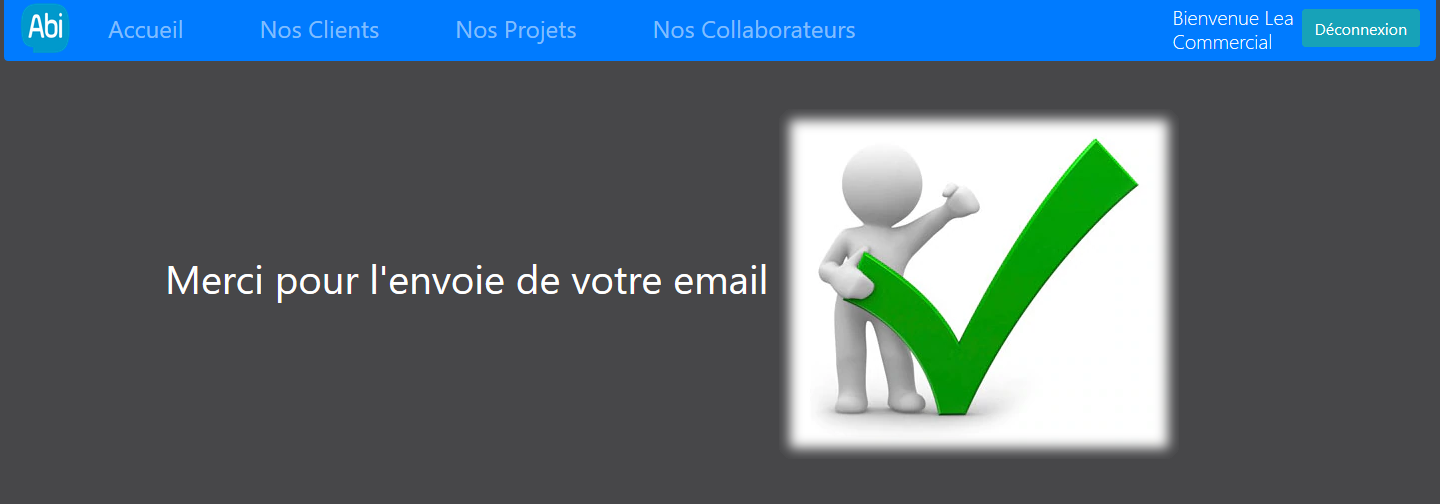 Abi
Accueil
Nos Clients
Nos Projets
Nos Collaborateurs
Bienvenue Lea
Commercial
Déconnexion
Merci pour l'envoie de votre email